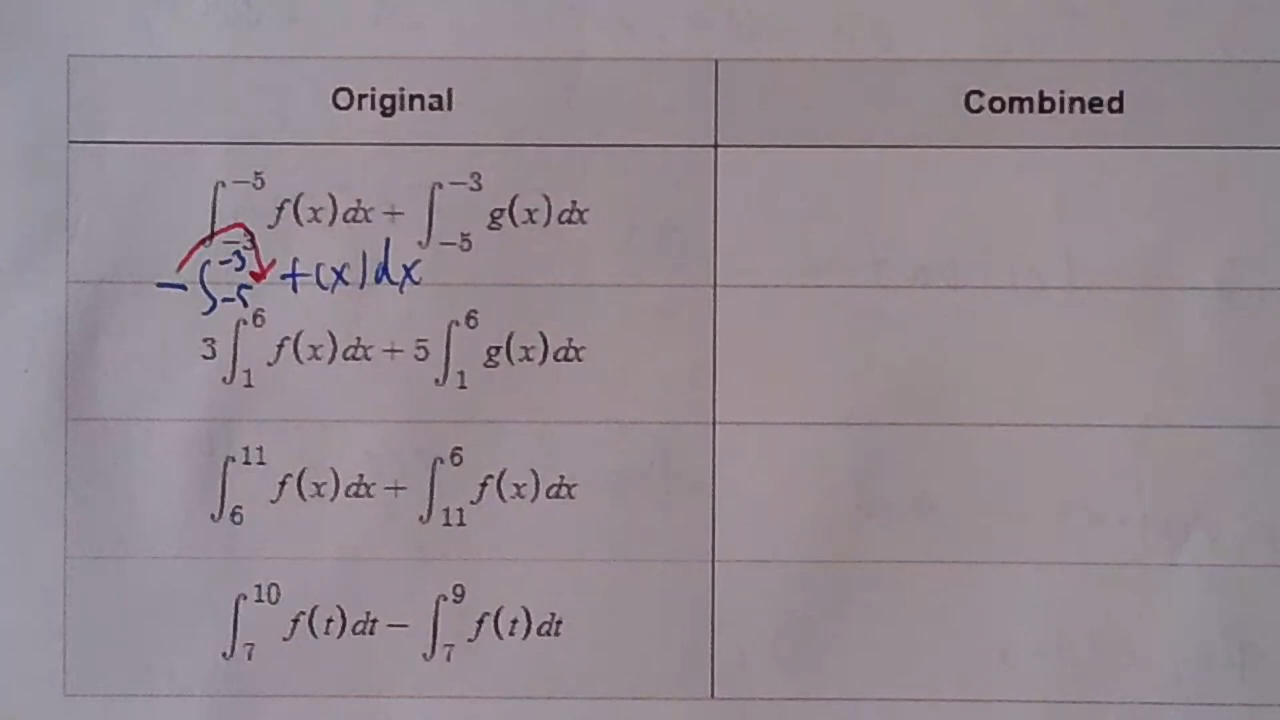 Original Combined
∫_{-3}^{-5} f(x)dx + ∫_{-5}^{-3} g(x)dx
-∫_{-5}^{-3} f(x)dx
3∫_{1}^{6} f(x)dx + 5∫_{1}^{6} g(x)dx
∫_{6}^{11} f(x)dx + ∫_{11}^{6} f(x)dx
∫_{7}^{10} f(t)dt − ∫_{7}^{9} f(t)dt